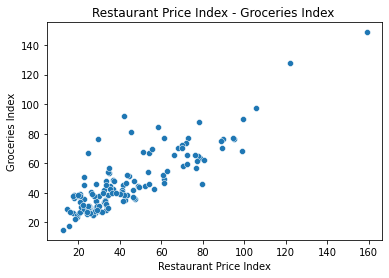 Restaurant Price Index - Groceries Index
Groceries Index
140
120
100
80
60
40
20
20 40 60 80 100 120 140 160
Restaurant Price Index